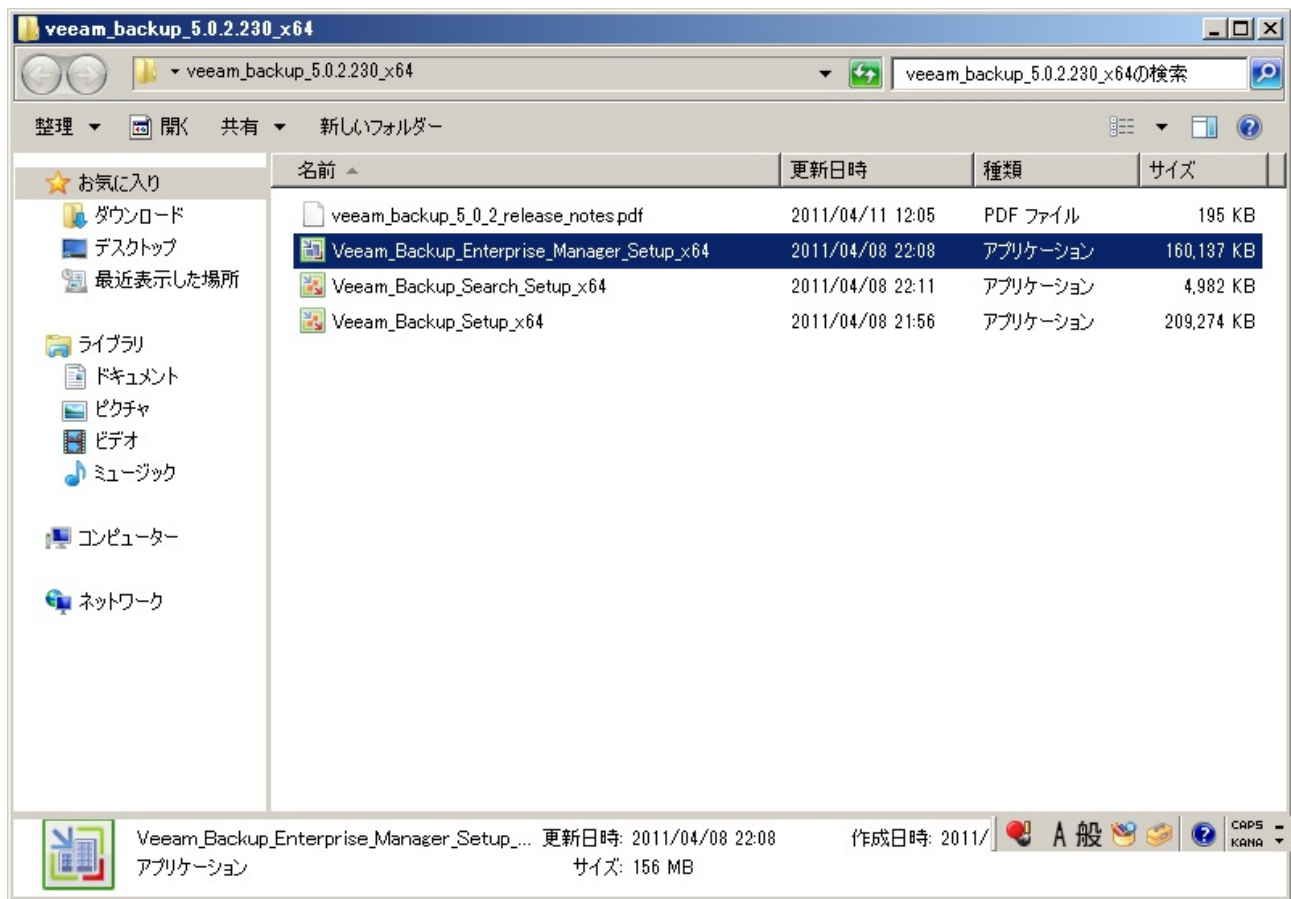 veeam_backup_5.0.2.230_x64
veeam_backup_5.0.2.230_x64
veeam_backup_5.0.2.230_x64の検索
整理 開く 共有 新しいフォルダー
名前 更新日時 種類 サイズ
お気に入り
ダウンロード
デスクトップ
最近表示した場所
ライブラリ
ドキュメント
ピクチャ
ビデオ
ミュージック
コンピューター
ネットワーク
veeam_backup_5_0_2_release_notes.pdf 2011/04/11 12:05 PDF ファイル 195 KB
Veeam_Backup_Enterprise_Manager_Setup_x64 2011/04/08 22:08 アプリケーション 160,137 KB
Veeam_Backup_Search_Setup_x64 2011/04/08 22:11 アプリケーション 4,982 KB
Veeam_Backup_Setup_x64 2011/04/08 21:56 アプリケーション 209,274 KB
Veeam_Backup_Enterprise_Manager_Setup_... 更新日時: 2011/04/08 22:08 作成日時: 2011/
アプリケーション サイズ: 156 MB
A 般 CAPS
KANA